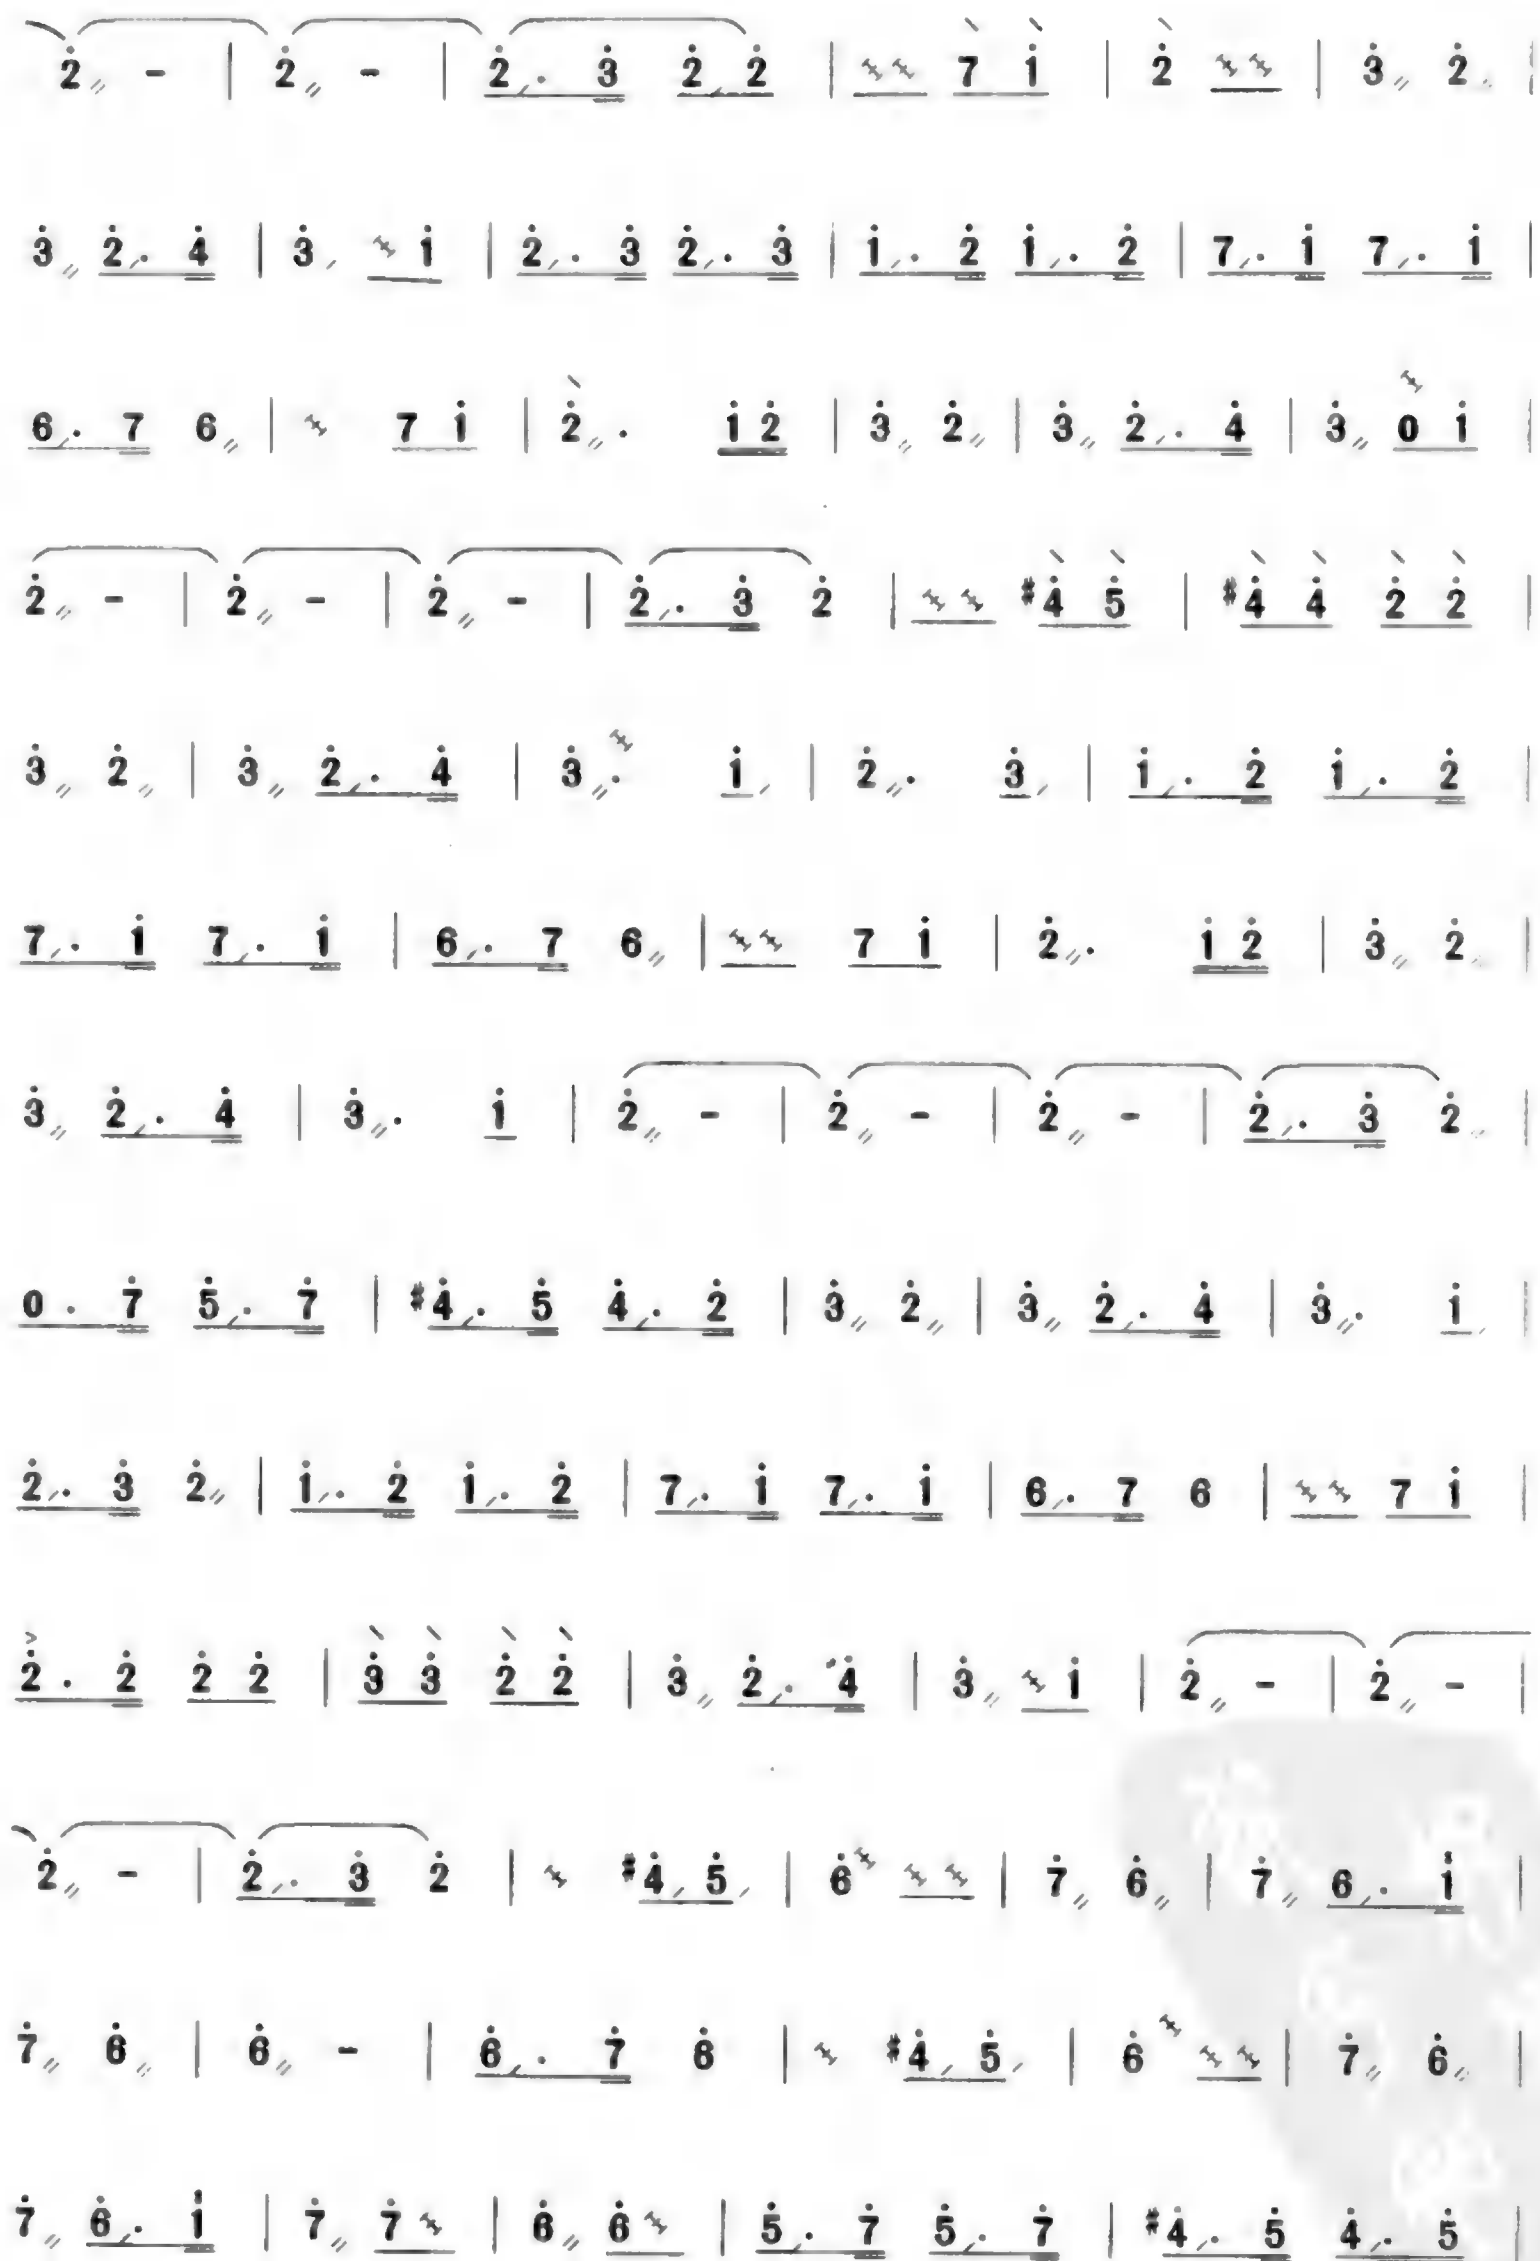 2̇〃 - | 2̇〃 - | 2̇. 3̇ 2̇ 2̇ | ㄨㄨ 7 1̇ | 2̇ ㄨㄨ | 3̇〃 2̇〃 |
3̇〃 2̇. 4̇ | 3̇ ㄨ 1̇ | 2̇. 3̇ 2̇. 3̇ | 1̇. 2̇ 1̇. 2̇ | 7. 1̇ 7. 1̇ |
6. 7 6〃 | ㄨ 7 1̇ | 2̇〃. 1̇ 2̇ | 3̇〃 2̇〃 | 3̇〃 2̇. 4̇ | 3̇〃 0 1̇ |
2̇〃 - | 2̇〃 - | 2̇〃 - | 2̇. 3̇ 2̇ | ㄨㄨ #4̇ 5̇ | #4̇ 4̇ 2̇ 2̇ |
3̇〃 2̇〃 | 3̇〃 2̇. 4̇ | 3̇〃. 1̇ | 2̇〃. 3̇ | 1̇. 2̇ 1̇. 2̇ |
7. 1̇ 7. 1̇ | 6. 7 6〃 | ㄨㄨ 7 1̇ | 2̇〃. 1̇ 2̇ | 3̇〃 2̇〃 |
3̇〃 2̇. 4̇ | 3̇〃. 1̇ | 2̇〃 - | 2̇〃 - | 2̇〃 - | 2̇. 3̇ 2̇〃 |
0. 7̇ 5̇. 7̇ | #4̇. 5̇ 4̇. 2̇ | 3̇〃 2̇〃 | 3̇〃 2̇. 4̇ | 3̇〃. 1̇ |
2̇. 3̇ 2̇〃 | 1̇. 2̇ 1̇. 2̇ | 7. 1̇ 7. 1̇ | 6. 7 6 | ㄨㄨ 7 1̇ |
2̇. 2̇ 2̇ 2̇ | 3̇ 3̇ 2̇ 2̇ | 3̇〃 2̇. 4̇ | 3̇〃 ㄨ 1̇ | 2̇〃 - | 2̇〃 - |
2̇〃 - | 2̇. 3̇ 2̇ | ㄨ #4̇ 5̇ | 6̇ ㄨ ㄨㄨ | 7̇〃 6̇〃 | 7̇〃 6̇. 1̇ |
7̇〃 6̇〃 | 6̇〃 - | 6̇. 7̇ 6̇ | ㄨ #4̇ 5̇ | 6̇ ㄨ ㄨㄨ | 7̇〃 6̇〃 |
7̇〃 6̇. 1̇ | 7̇〃 7̇ ㄨ | 6̇〃 6̇ ㄨ | 5̇. 7̇ 5̇. 7̇ | #4̇. 5̇ 4̇. 5̇ |